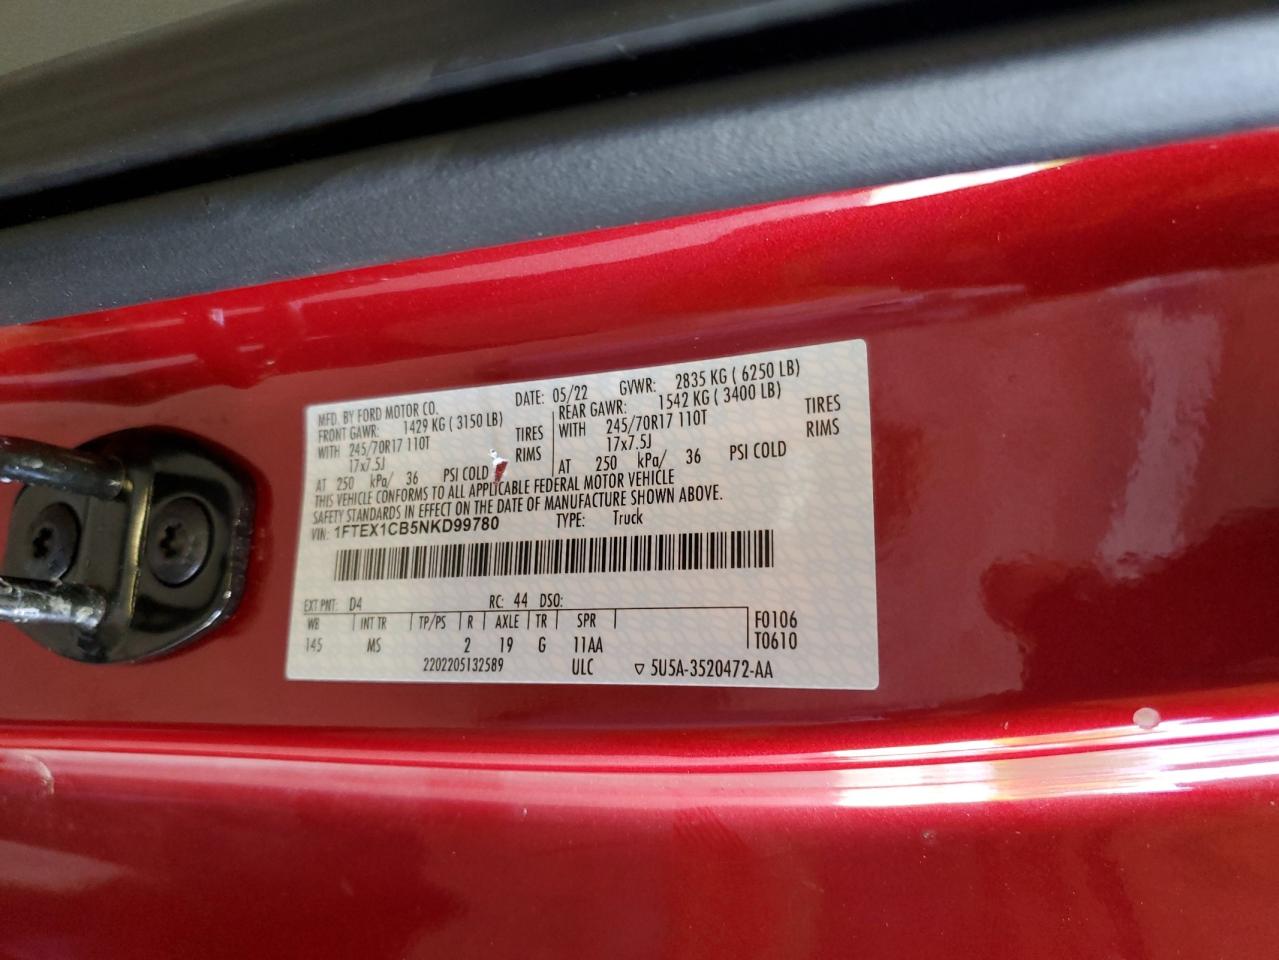 MFD. BY FORD MOTOR CO. DATE: 05/22 GVWR: 2835 KG ( 6250 LB)
FRONT GAWR: 1429 KG ( 3150 LB) REAR GAWR: 1542 KG ( 3400 LB)
WITH 245/70R17 110T TIRES WITH 245/70R17 110T TIRES
17x7.5J RIMS 17x7.5J RIMS
AT 250 kPa/ 36 PSI COLD AT 250 kPa/ 36 PSI COLD
THIS VEHICLE CONFORMS TO ALL APPLICABLE FEDERAL MOTOR VEHICLE
SAFETY STANDARDS IN EFFECT ON THE DATE OF MANUFACTURE SHOWN ABOVE.
VIN: 1FTEX1CB5NKD99780 TYPE: Truck
EXT PNT: D4 RC: 44 DSO:
WB INT TR TP/PS R AXLE TR SPR F0106
145 MS 2 19 G 11AA T0610
2202205132589 ULC ▽ 5U5A-3520472-AA